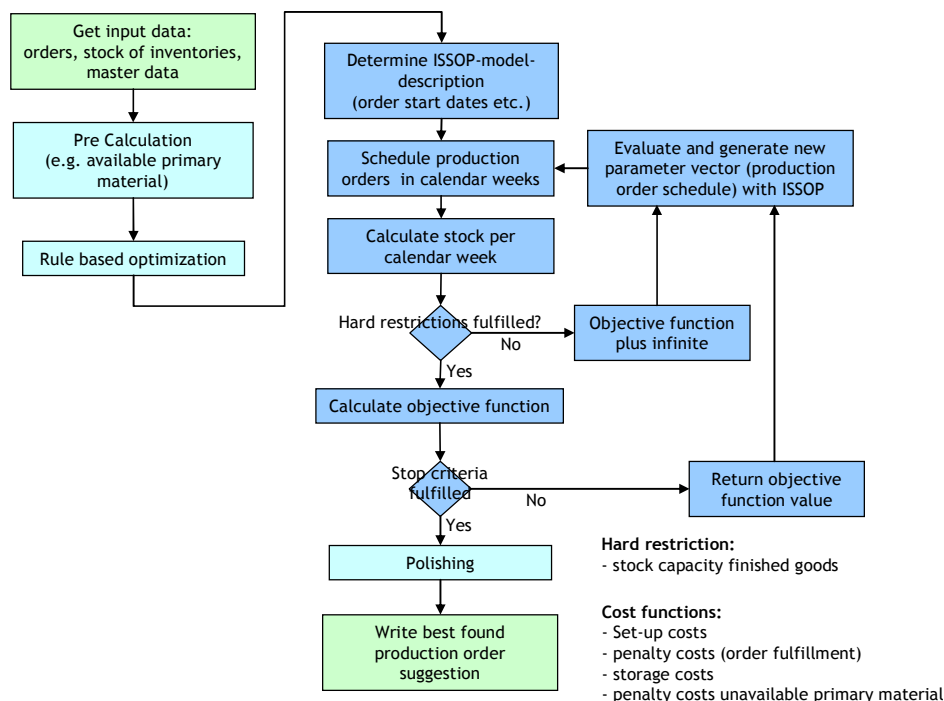 Get input data:
orders, stock of inventories,
master data
Pre Calculation
(e.g. available primary
material)
Rule based optimization
Determine ISSOP-model-
description
(order start dates etc.)
Schedule production
orders in calendar weeks
Evaluate and generate new
parameter vector (production
order schedule) with ISSOP
Calculate stock per
calendar week
Hard restrictions fulfilled?
No
Objective function
plus infinite
Yes
Calculate objective function
Stop criteria
fulfilled
No
Return objective
function value
Yes
Polishing
Write best found
production order
suggestion
Hard restriction:
- stock capacity finished goods
Cost functions:
- Set-up costs
- penalty costs (order fulfillment)
- storage costs
- penalty costs unavailable primary material